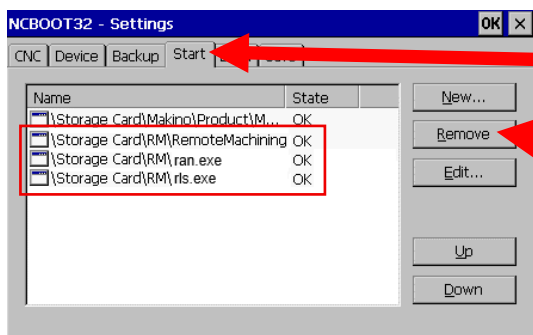 NCBOOT32 - Settings OK ×
CNC Device Backup Start
Name State
\Storage Card\Makino\Product\M... OK
\Storage Card\RM\RemoteMachining OK
\Storage Card\RM\ran.exe OK
\Storage Card\RM\rls.exe OK
New...
Remove
Edit...
Up
Down